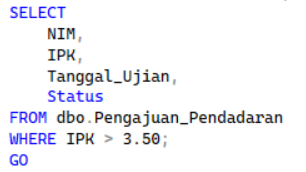 SELECT
    NIM,
    IPK,
    Tanggal_Ujian,
    Status
FROM dbo.Pengajuan_Pendadaran
WHERE IPK > 3.50;
GO